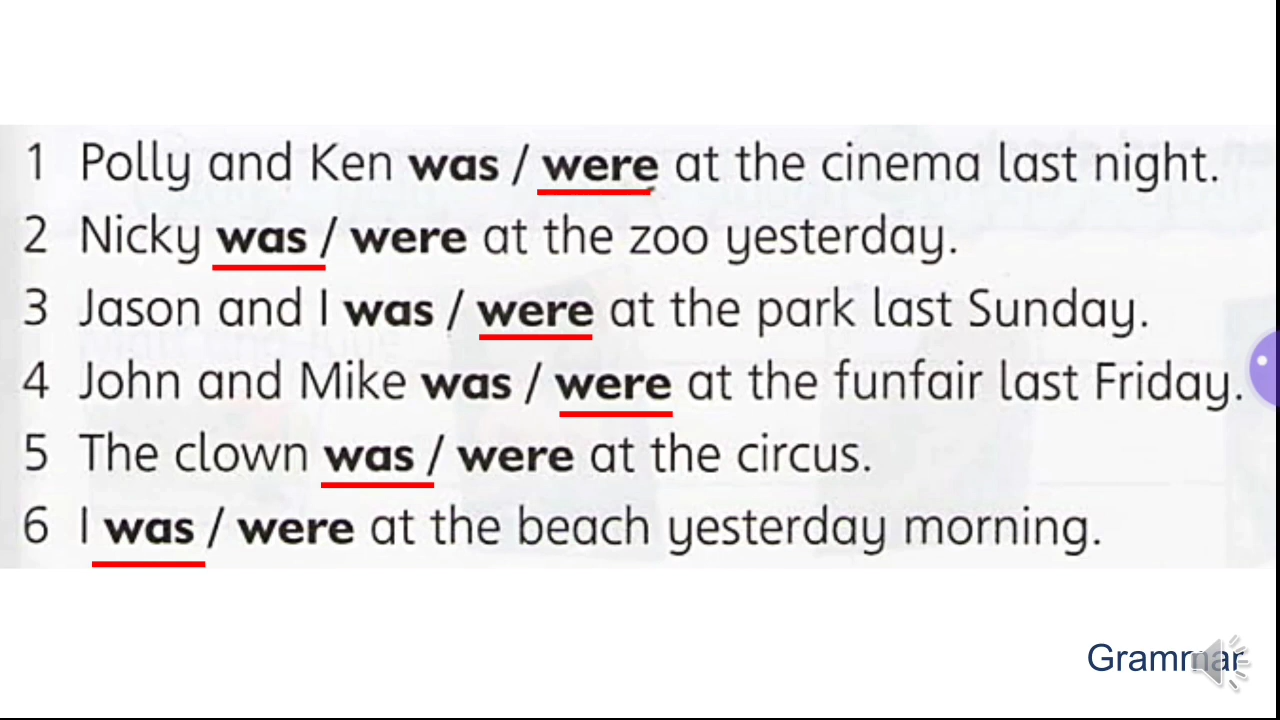 1 Polly and Ken was / were at the cinema last night.
2 Nicky was / were at the zoo yesterday.
3 Jason and I was / were at the park last Sunday.
4 John and Mike was / were at the funfair last Friday.
5 The clown was / were at the circus.
6 I was / were at the beach yesterday morning.
Grammar